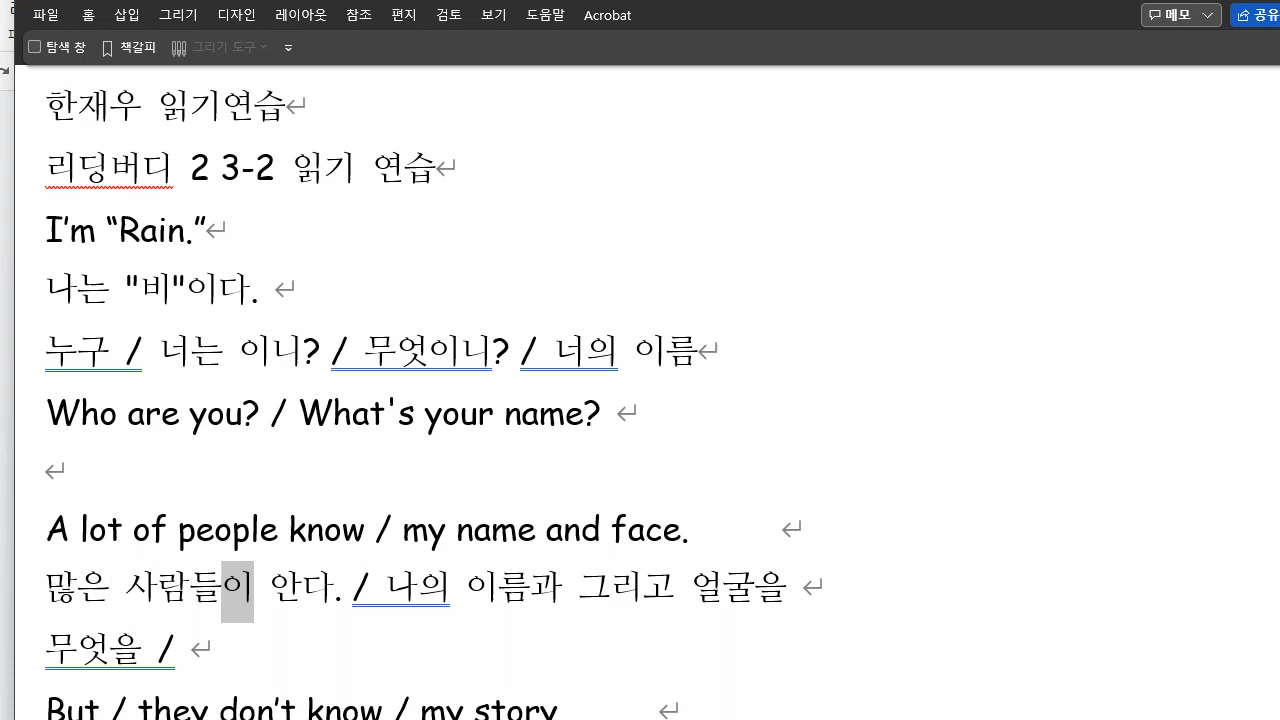 파일 홈 삽입 그리기 디자인 레이아웃 참조 편지 검토 보기 도움말 Acrobat 메모 공유
탐색 창 책갈피 그리기 도구
한재우 읽기연습
리딩버디 2 3-2 읽기 연습
I’m “Rain.”
나는 "비"이다.
누구 / 너는 이니? / 무엇이니? / 너의 이름
Who are you? / What's your name?
A lot of people know / my name and face.
많은 사람들이 안다. / 나의 이름과 그리고 얼굴을
무엇을 /
But / they don’t know / my story